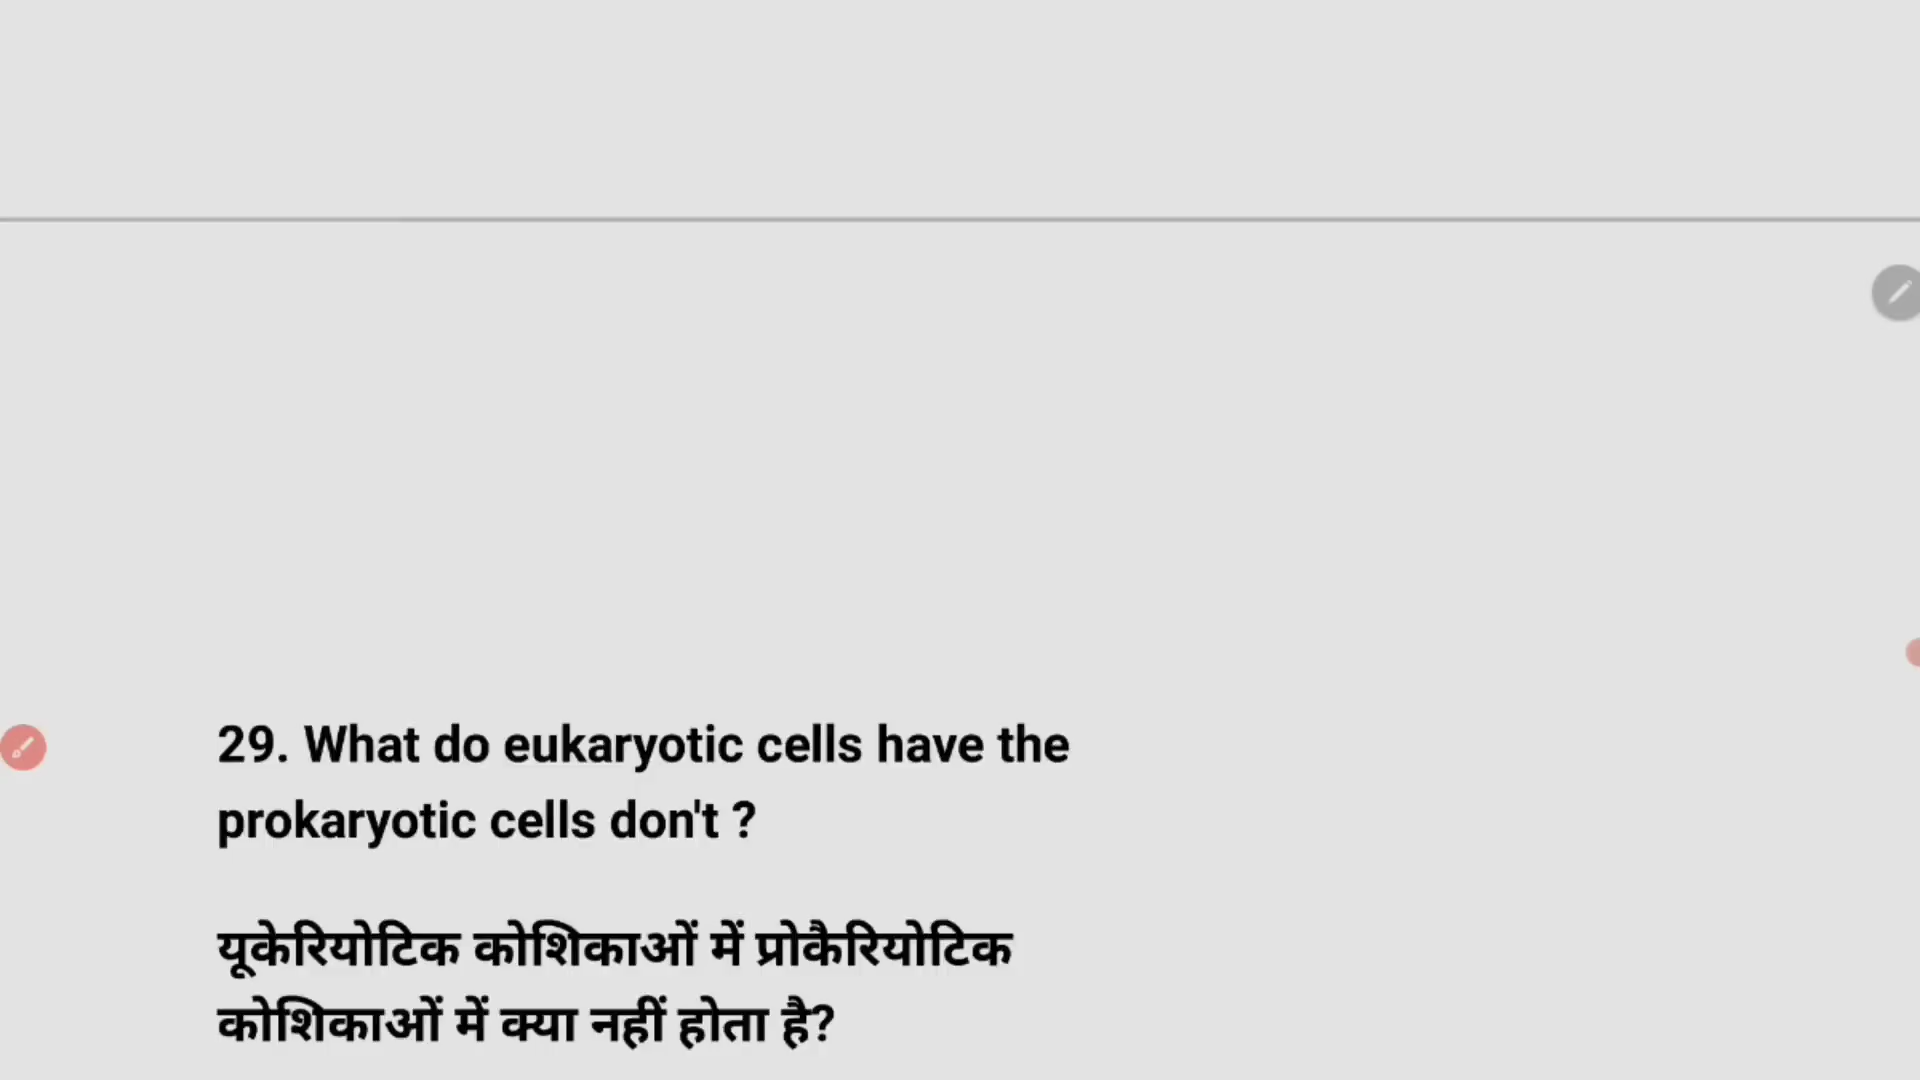 29. What do eukaryotic cells have the
prokaryotic cells don't ?
यूकेरियोटिक कोशिकाओं में प्रोकैरियोटिक
कोशिकाओं में क्या नहीं होता है?